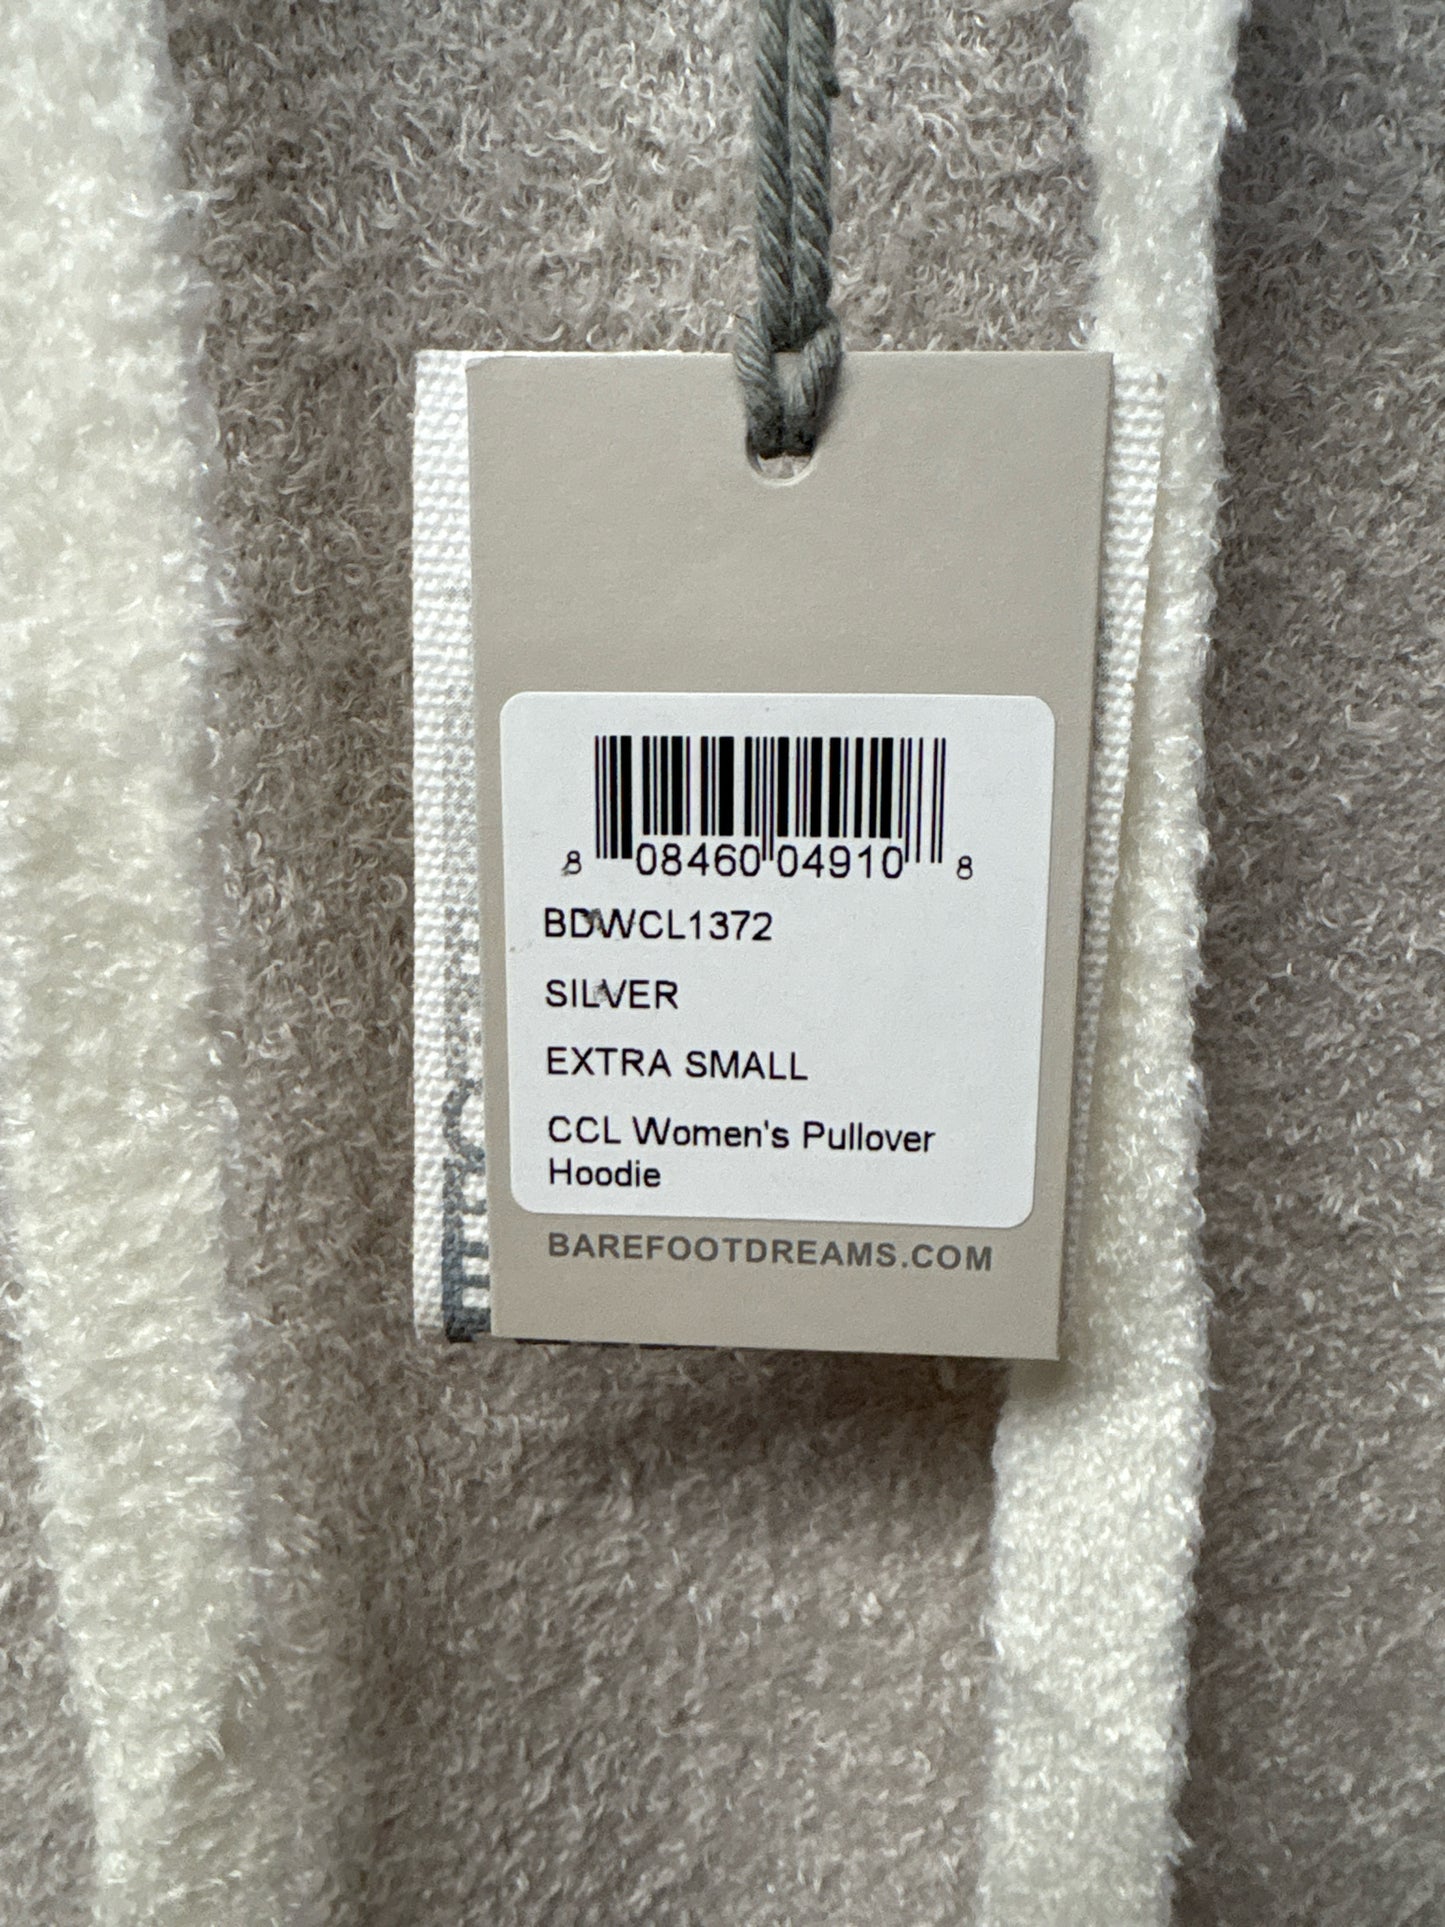 8 08460 04910 8
BDWCL1372
SILVER
EXTRA SMALL
CCL Women's Pullover
Hoodie
BAREFOOTDREAMS.COM